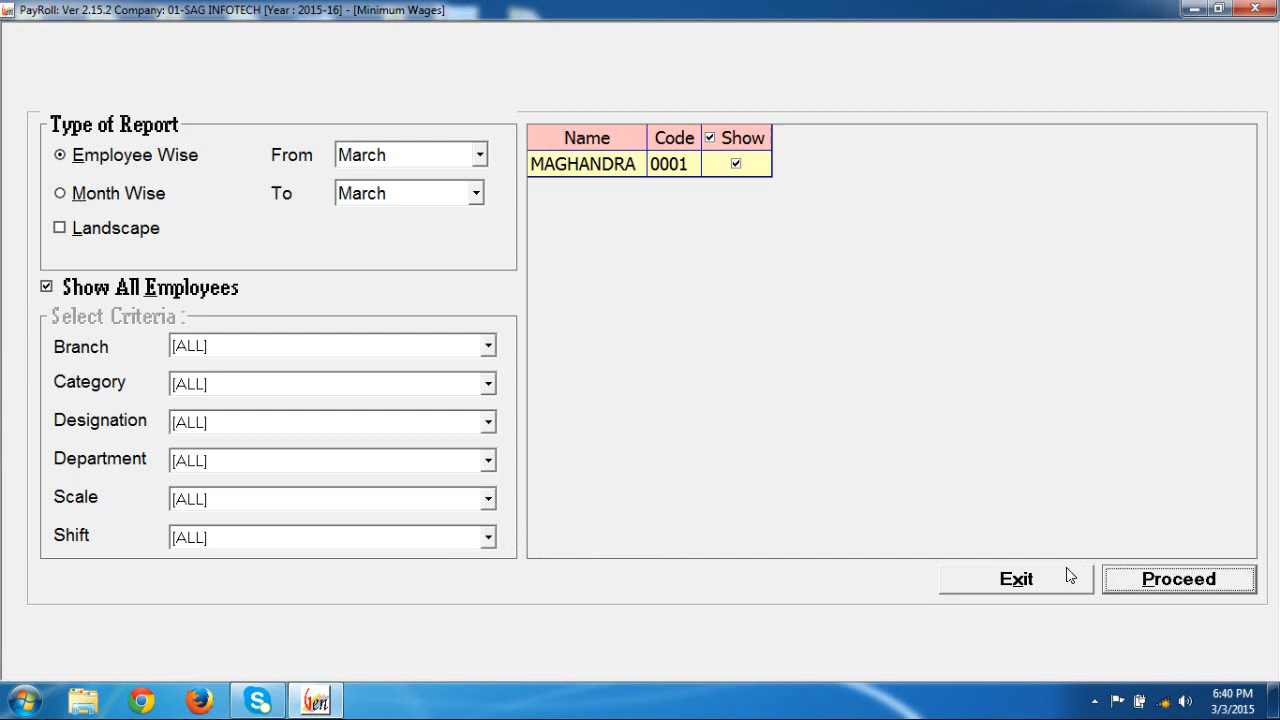 PayRoll: Ver 2.15.2 Company: 01-SAG INFOTECH [Year : 2015-16] - [Minimum Wages]
Type of Report
Employee Wise From March
Month Wise To March
Landscape
Show All Employees
Select Criteria :
Branch [ALL]
Category [ALL]
Designation [ALL]
Department [ALL]
Scale [ALL]
Shift [ALL]
Name Code Show
MAGHANDRA 0001
Exit Proceed
Gen
6:40 PM
3/3/2015